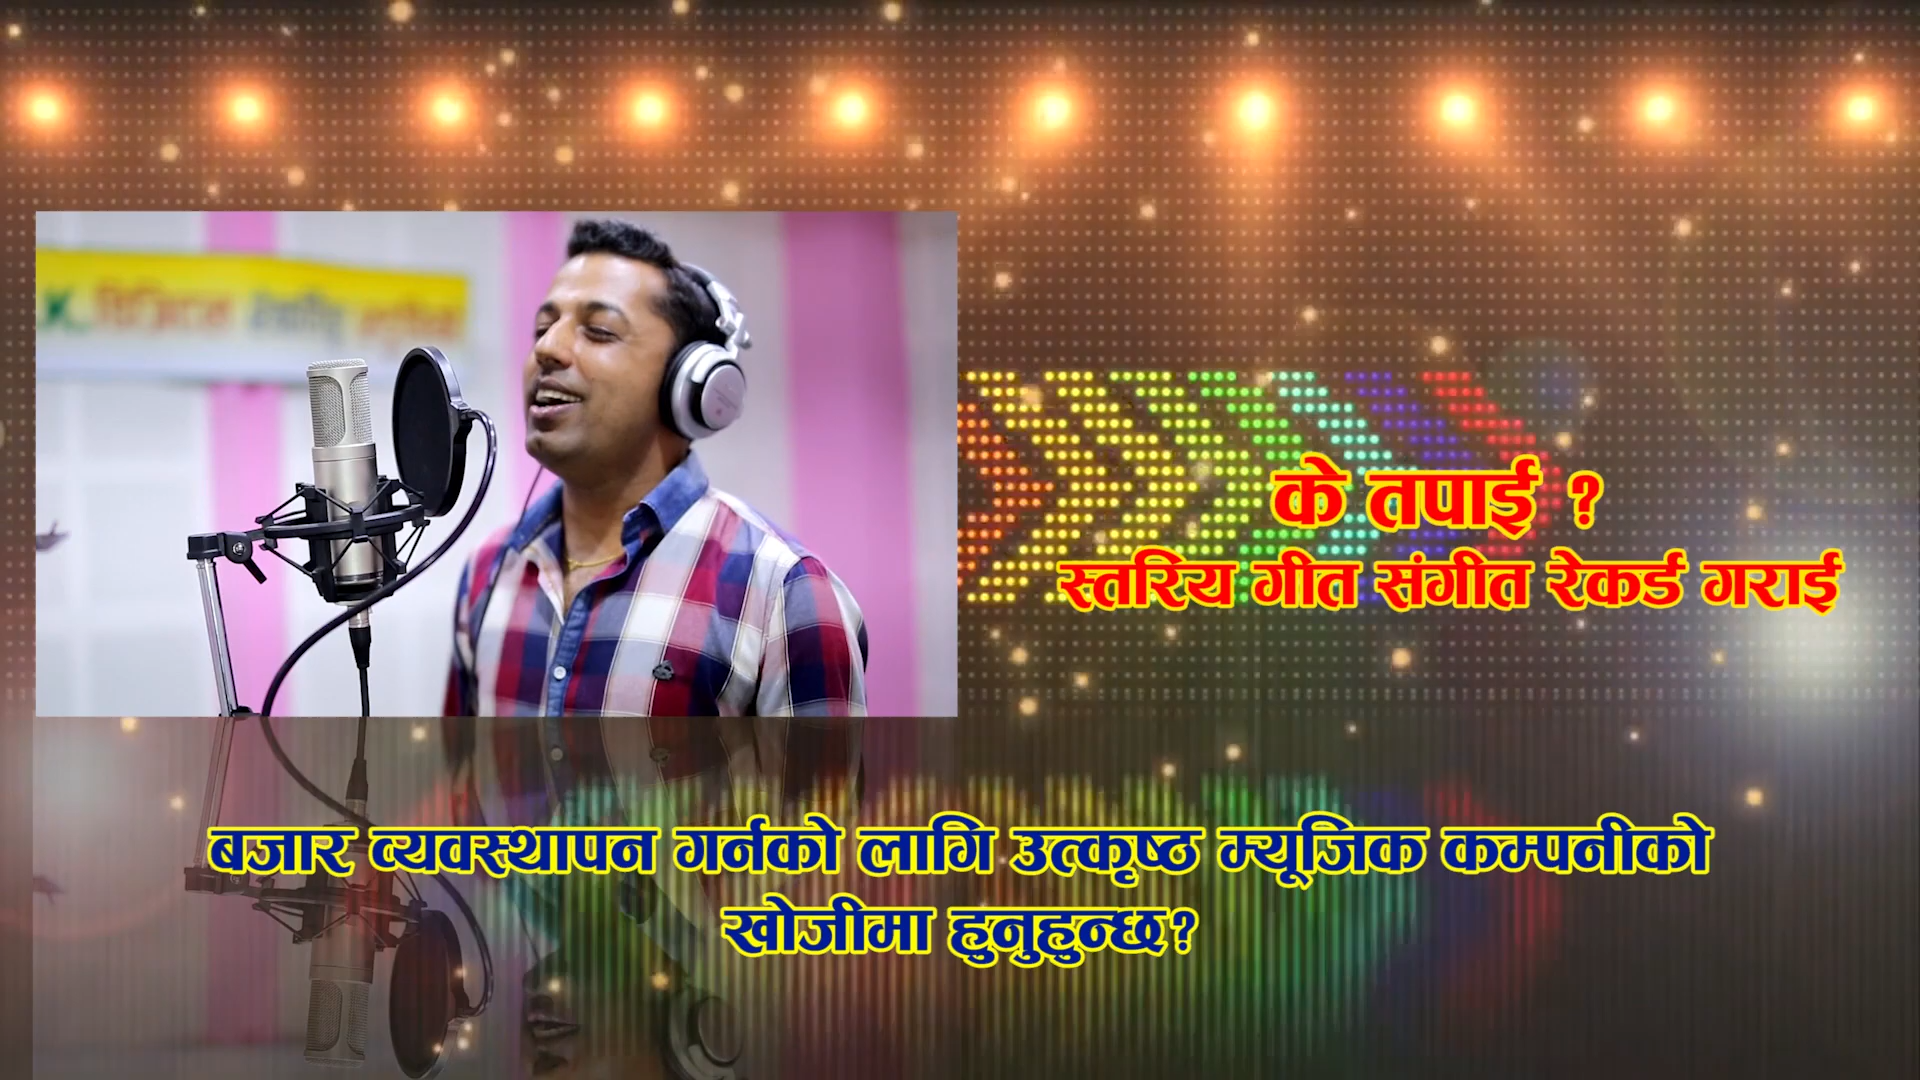 के तपाई ?
स्तरिय गीत संगीत रेकर्ड गराई
बजार व्यवस्थापन गर्नको लागि उत्कृष्ठ म्यूजिक कम्पनीको
खोजीमा हुनुहुन्छ?